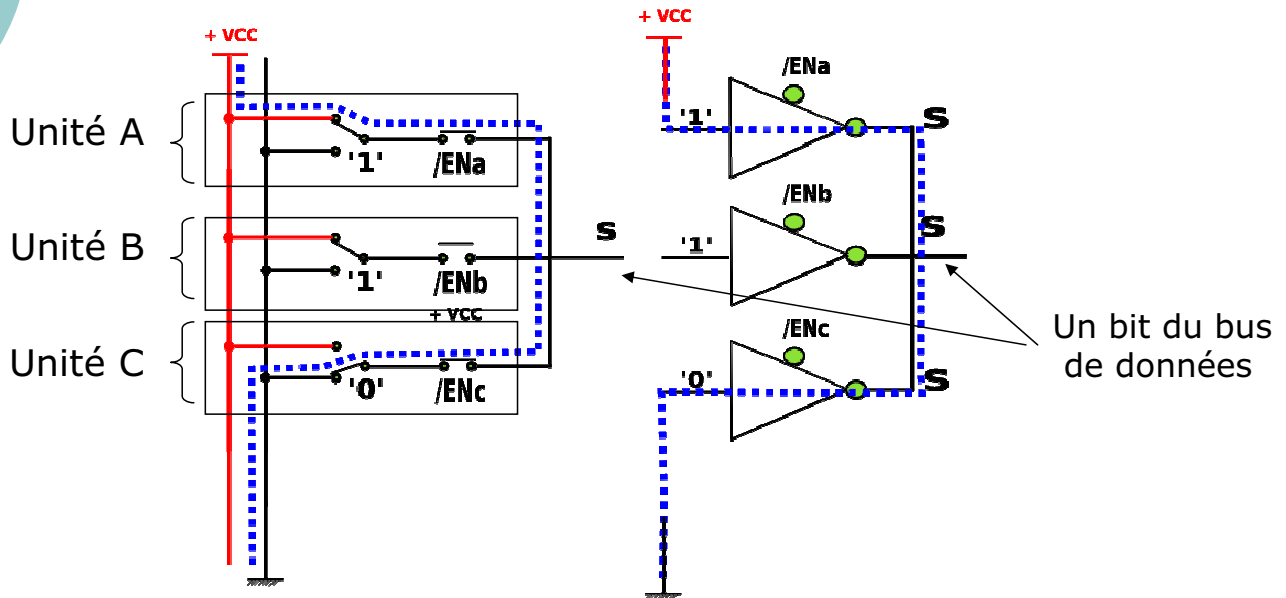 + VCC
Unité A
'1'
/ENa
Unité B
'1'
/ENb
S
+ VCC
Unité C
'0'
/ENc
+ VCC
/ENa
'1'
S
/ENb
'1'
S
/ENc
'0'
S
Un bit du bus
de données